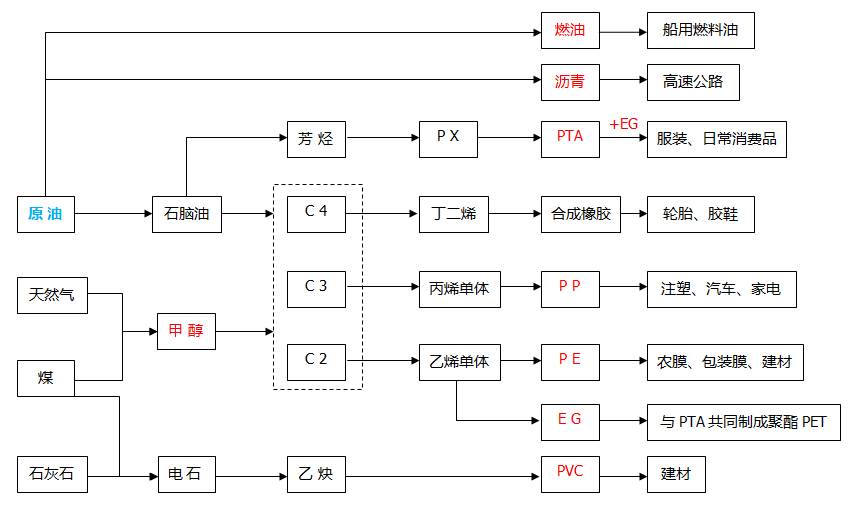 燃油
船用燃料油
沥青
高速公路
芳 烃
P X
PTA
+EG
服装、日常消费品
原 油
石脑油
C 4
丁二烯
合成橡胶
轮胎、胶鞋
天然气
C 3
丙烯单体
P P
注塑、汽车、家电
甲 醇
煤
C 2
乙烯单体
P E
农膜、包装膜、建材
E G
与 PTA 共同制成聚酯 PET
石灰石
电 石
乙 炔
PVC
建材